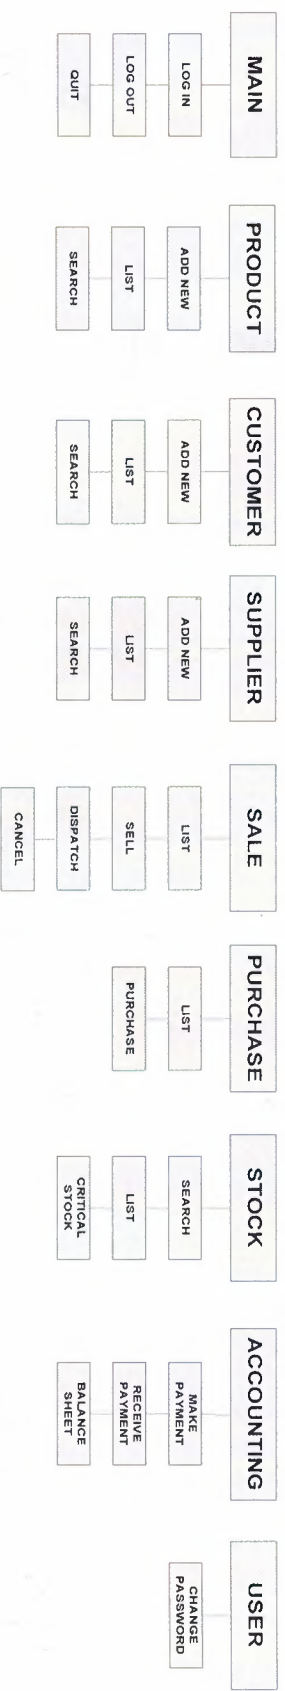 MAIN
LOG IN
LOG OUT
QUIT
PRODUCT
ADD NEW
LIST
SEARCH
CUSTOMER
ADD NEW
LIST
SEARCH
SUPPLIER
ADD NEW
LIST
SEARCH
SALE
LIST
SELL
DISPATCH
CANCEL
PURCHASE
LIST
PURCHASE
STOCK
SEARCH
LIST
CRITICAL
STOCK
ACCOUNTING
MAKE
PAYMENT
RECEIVE
PAYMENT
BALANCE
SHEET
USER
CHANGE
PASSWORD